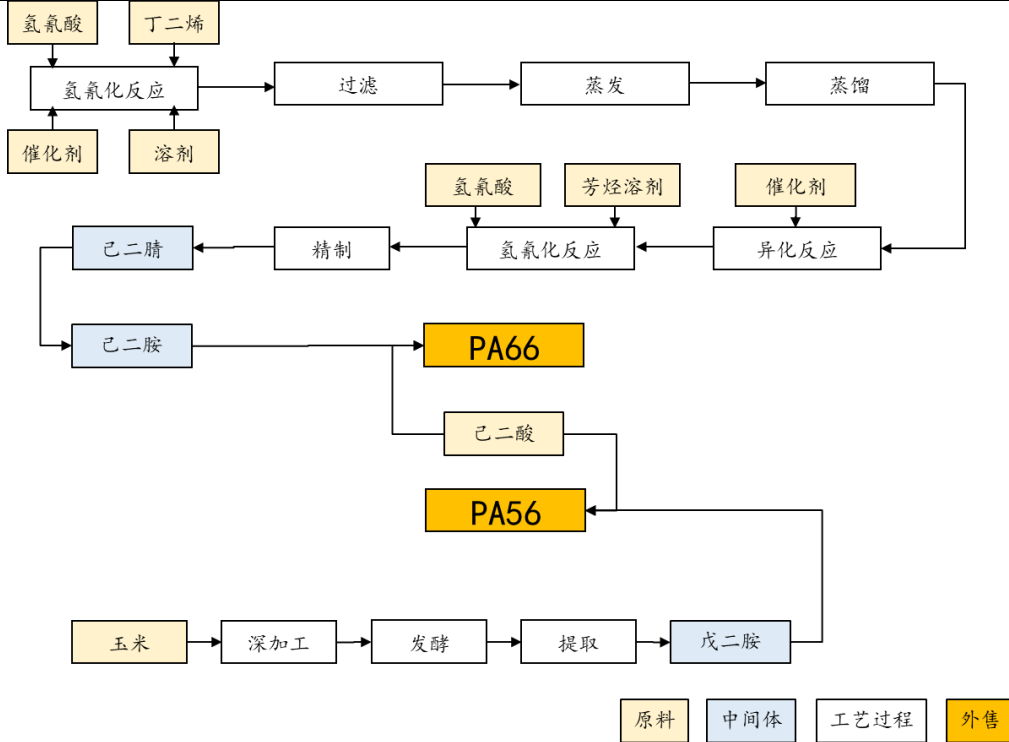 氢氰酸
丁二烯
氢氰化反应
过滤
蒸发
蒸馏
催化剂
溶剂
氢氰酸
芳烃溶剂
催化剂
己二腈
精制
氢氰化反应
异化反应
己二胺
PA66
己二酸
PA56
玉米
深加工
发酵
提取
戊二胺
原料
中间体
工艺过程
外售